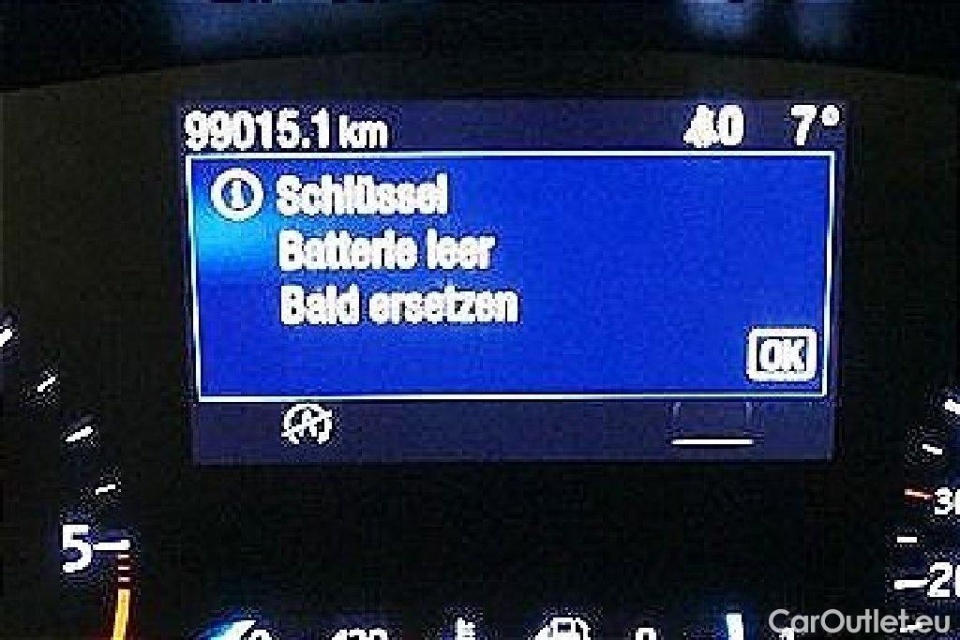 99015.1 km 40 7°
i Schlüssel
Batterie leer
Bald ersetzen
OK
A
5
30
20
CarOutlet.eu